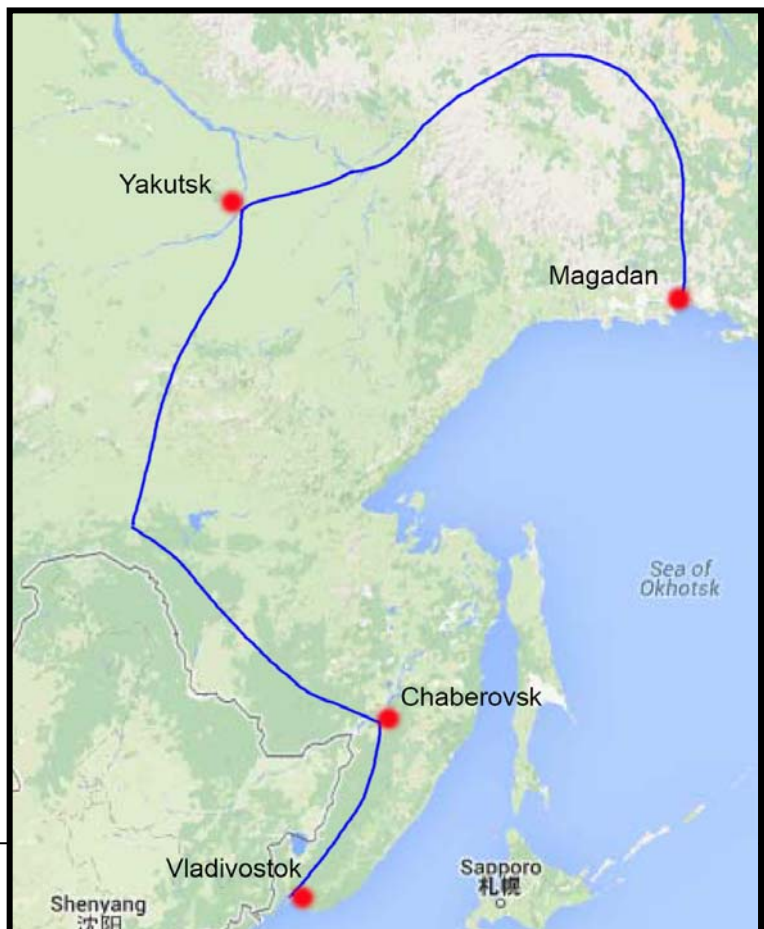 Yakutsk
Magadan
Sea of
Okhotsk
Chaberovsk
Vladivostok
Sapporo
札幌
Shenyang
沈阳